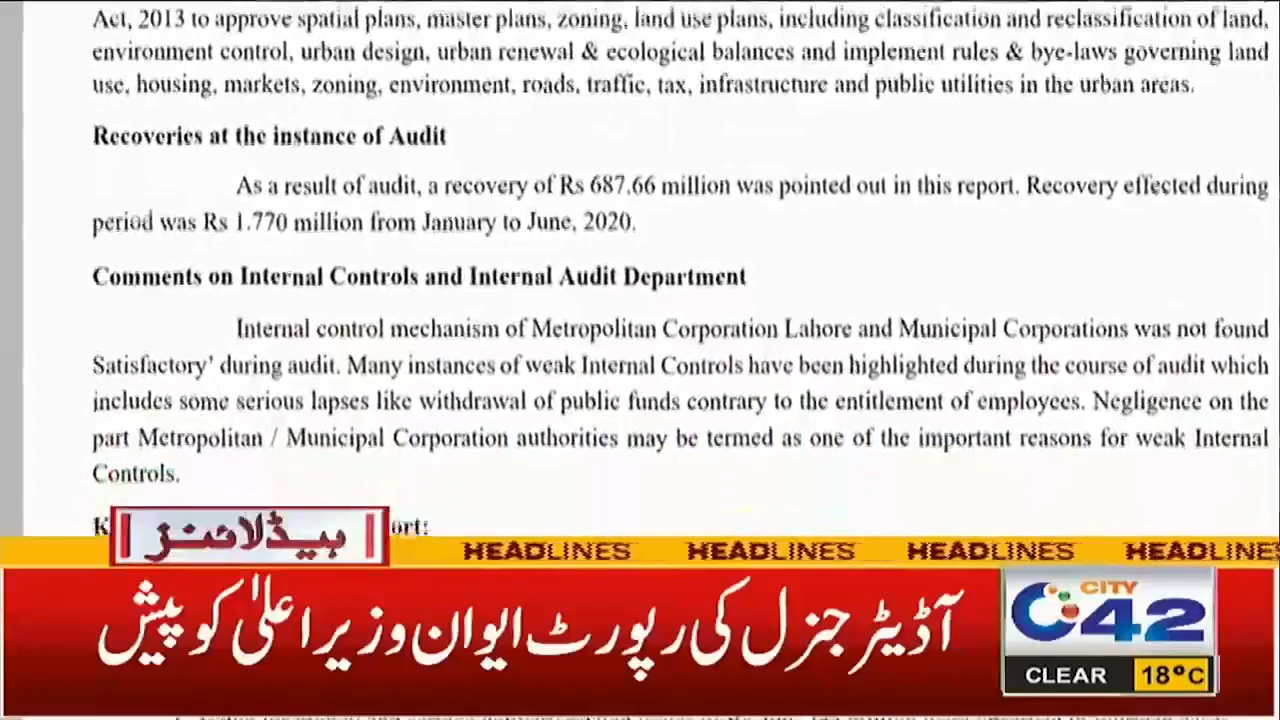 Act, 2013 to approve spatial plans, master plans, zoning, land use plans, including classification and reclassification of land,
environment control, urban design, urban renewal & ecological balances and implement rules & bye-laws governing land
use, housing, markets, zoning, environment, roads, traffic, tax, infrastructure and public utilities in the urban areas.
Recoveries at the instance of Audit
As a result of audit, a recovery of Rs 687.66 million was pointed out in this report. Recovery effected during
period was Rs 1.770 million from January to June, 2020.
Comments on Internal Controls and Internal Audit Department
Internal control mechanism of Metropolitan Corporation Lahore and Municipal Corporations was not found
Satisfactory' during audit. Many instances of weak Internal Controls have been highlighted during the course of audit which
includes some serious lapses like withdrawal of public funds contrary to the entitlement of employees. Negligence on the
part Metropolitan / Municipal Corporation authorities may be termed as one of the important reasons for weak Internal
Controls.
ہیڈلائنز
HEADLINES HEADLINES HEADLINES HEADLINES
آڈیٹر جنرل کی رپورٹ ایوان وزیراعلیٰ کو پیش
CITY
42
CLEAR 18°C